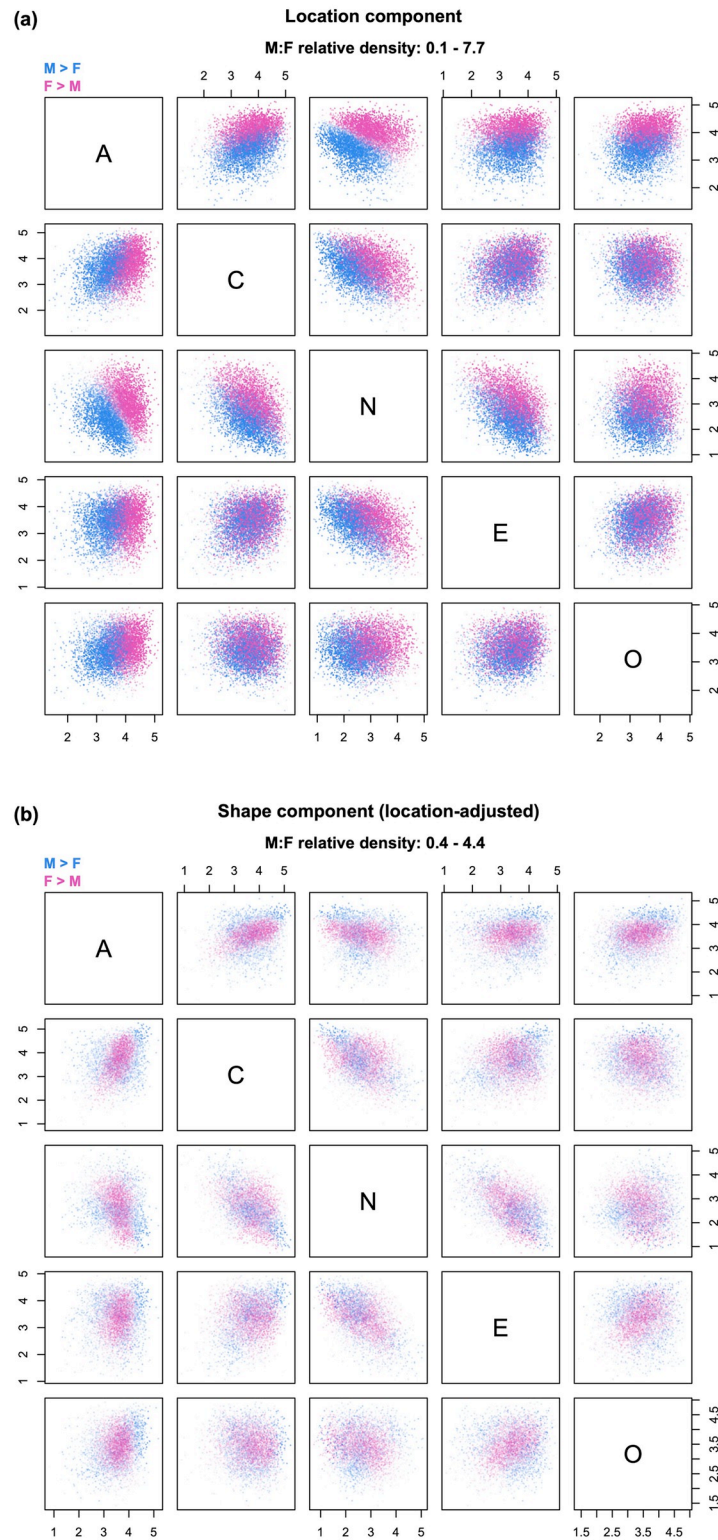 (a) Location component
M:F relative density: 0.1 - 7.7
M > F
F > M
2 3 4 5 1 2 3 4 5
A
2 3 4 5
C
2 3 4 5
N
1 2 3 4 5
E
1 2 3 4 5
O
2 3 4 5
2 3 4 5 1 2 3 4 5 2 3 4 5
(b) Shape component (location-adjusted)
M:F relative density: 0.4 - 4.4
M > F
F > M
1 2 3 4 5 1 2 3 4 5
A
1 2 3 4 5
C
1 2 3 4 5
N
1 2 3 4 5
E
1 2 3 4 5
O
1.5 2.5 3.5 4.5
1 2 3 4 5 1 2 3 4 5 1.5 2.5 3.5 4.5